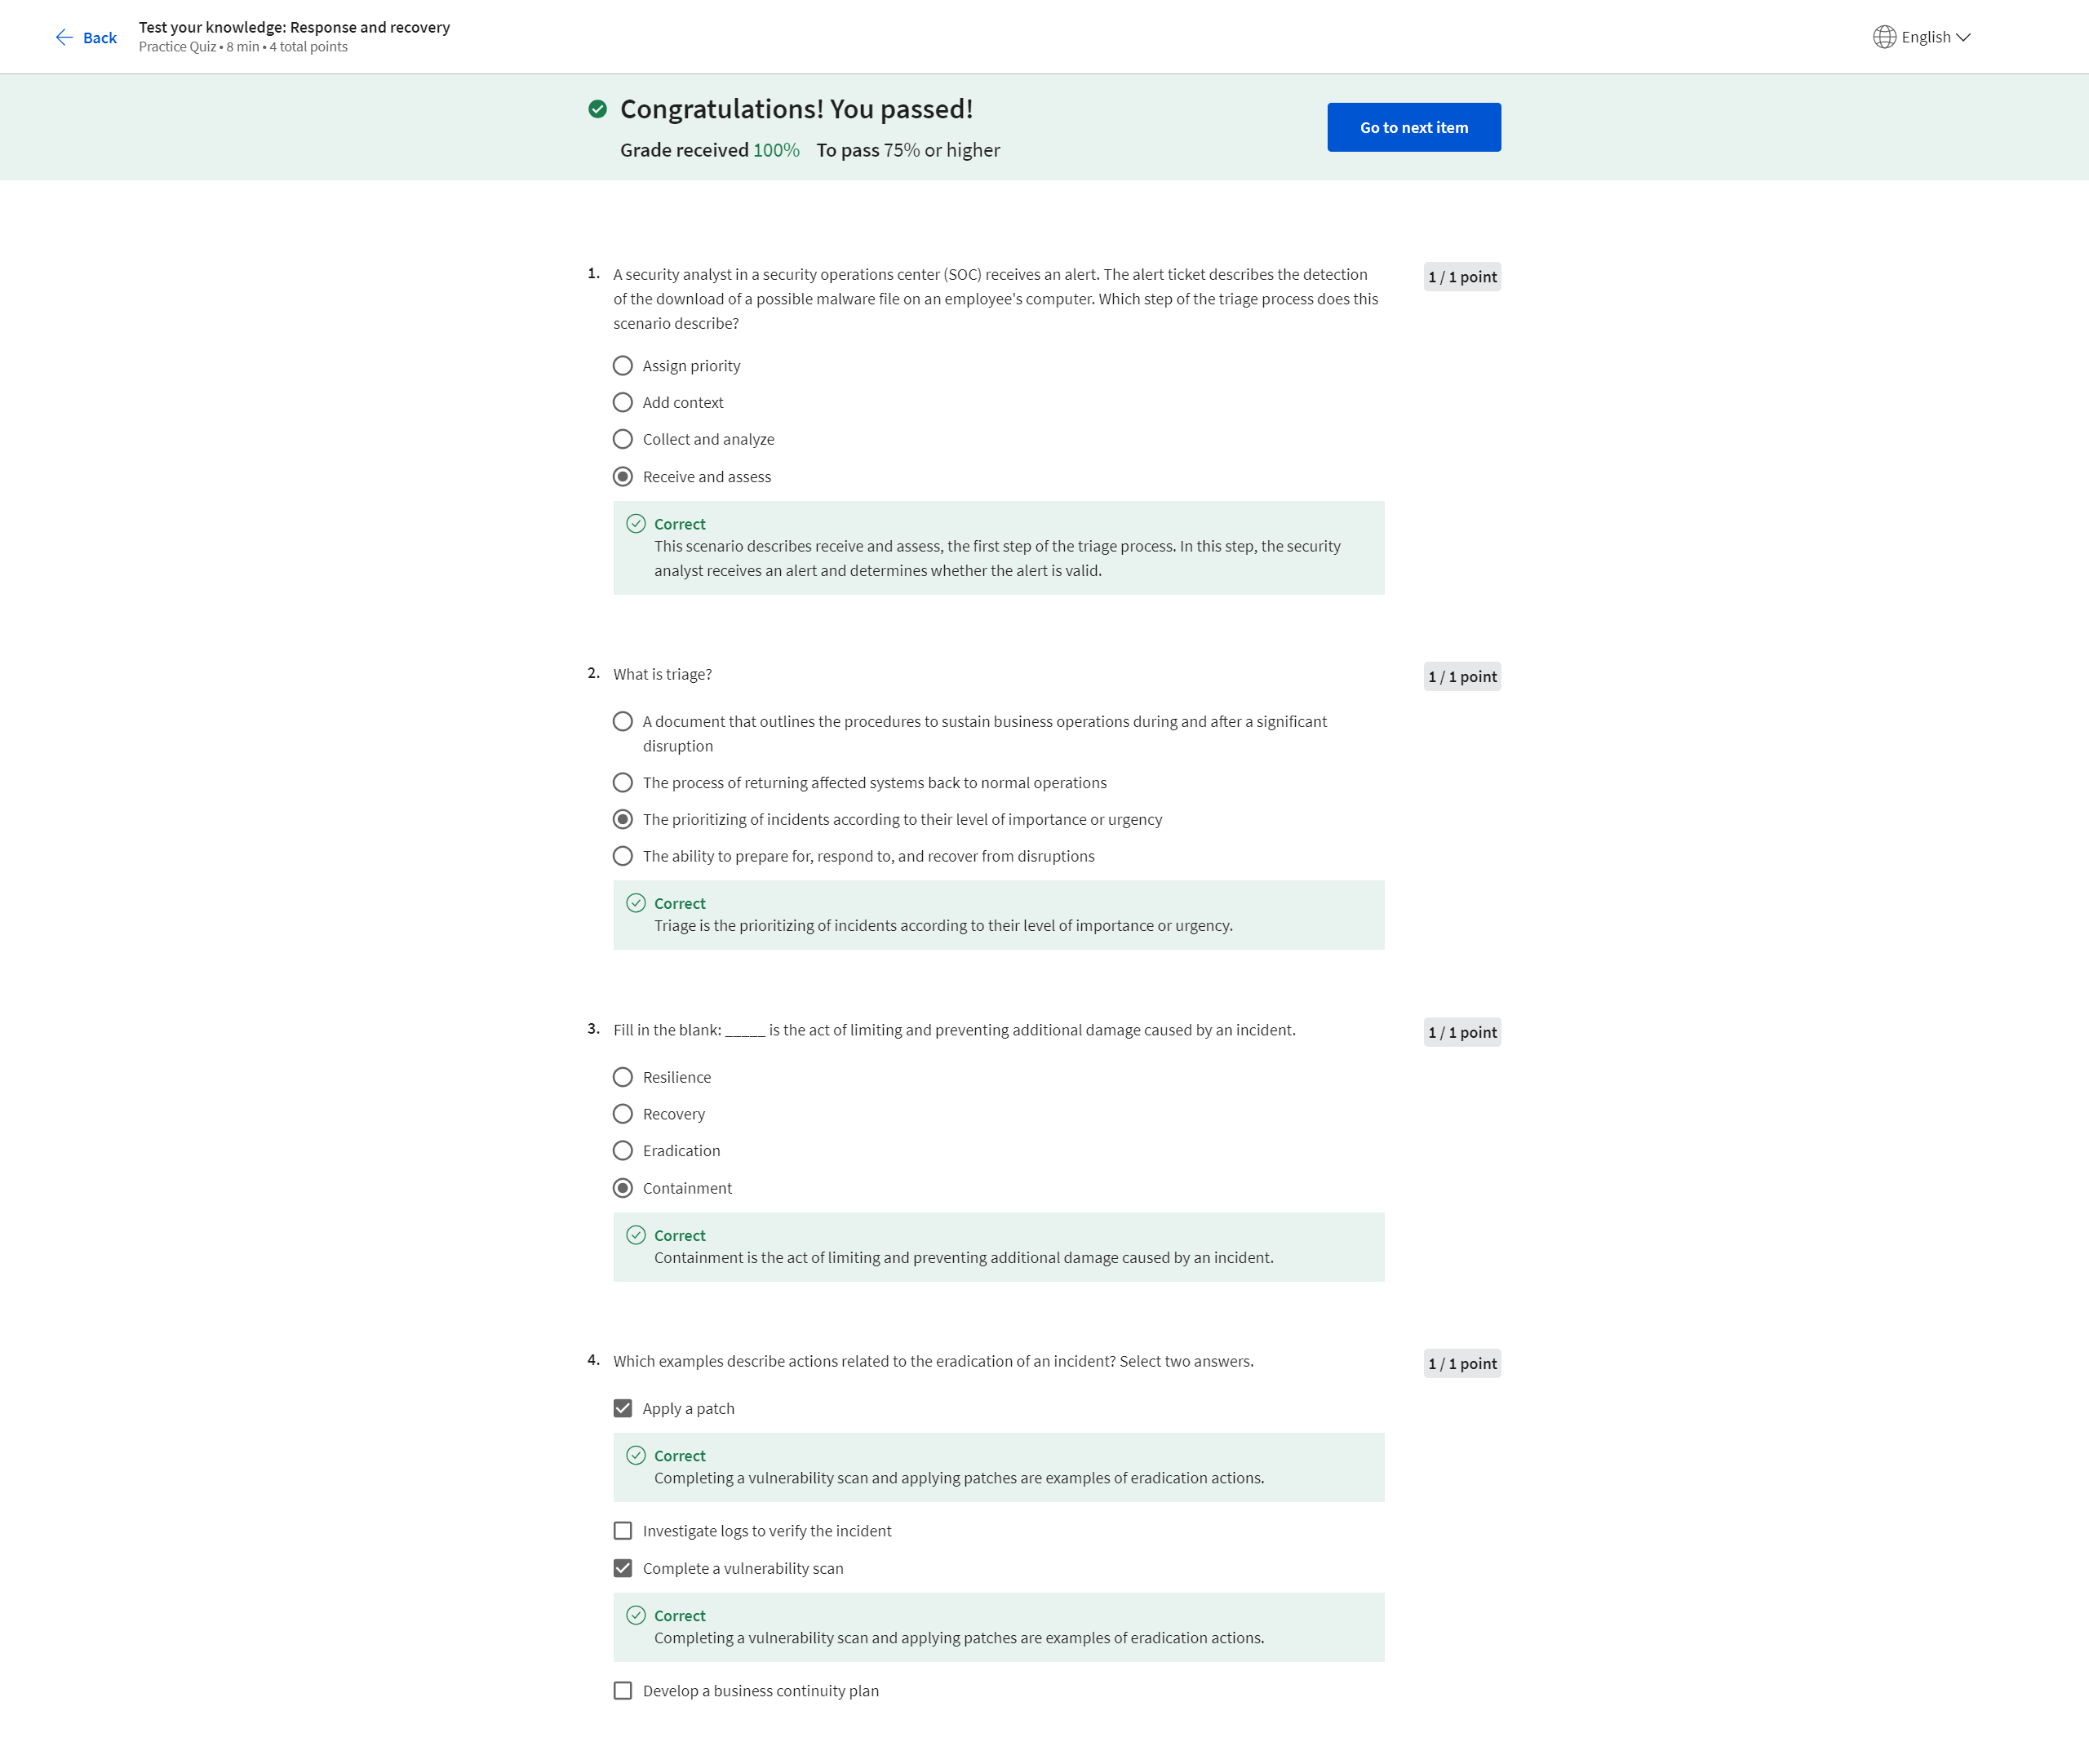 Back
Test your knowledge: Response and recovery
Practice Quiz • 8 min • 4 total points
English
Congratulations! You passed!
Grade received 100% To pass 75% or higher
Go to next item
1. A security analyst in a security operations center (SOC) receives an alert. The alert ticket describes the detection
of the download of a possible malware file on an employee's computer. Which step of the triage process does this
scenario describe?
1 / 1 point
Assign priority
Add context
Collect and analyze
Receive and assess
Correct
This scenario describes receive and assess, the first step of the triage process. In this step, the security
analyst receives an alert and determines whether the alert is valid.
2. What is triage?
1 / 1 point
A document that outlines the procedures to sustain business operations during and after a significant
disruption
The process of returning affected systems back to normal operations
The prioritizing of incidents according to their level of importance or urgency
The ability to prepare for, respond to, and recover from disruptions
Correct
Triage is the prioritizing of incidents according to their level of importance or urgency.
3. Fill in the blank: _____ is the act of limiting and preventing additional damage caused by an incident.
1 / 1 point
Resilience
Recovery
Eradication
Containment
Correct
Containment is the act of limiting and preventing additional damage caused by an incident.
4. Which examples describe actions related to the eradication of an incident? Select two answers.
1 / 1 point
Apply a patch
Correct
Completing a vulnerability scan and applying patches are examples of eradication actions.
Investigate logs to verify the incident
Complete a vulnerability scan
Correct
Completing a vulnerability scan and applying patches are examples of eradication actions.
Develop a business continuity plan